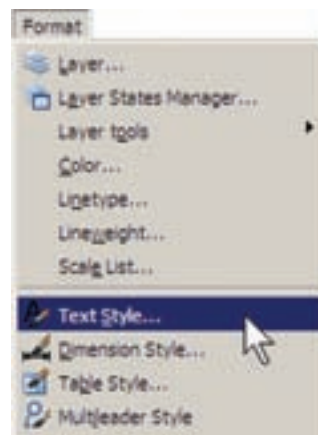 Format
Layer...
Layer States Manager...
Layer tools
Color...
Linetype...
Lineweight...
Scale List...
Text Style...
Dimension Style...
Table Style...
Multileader Style